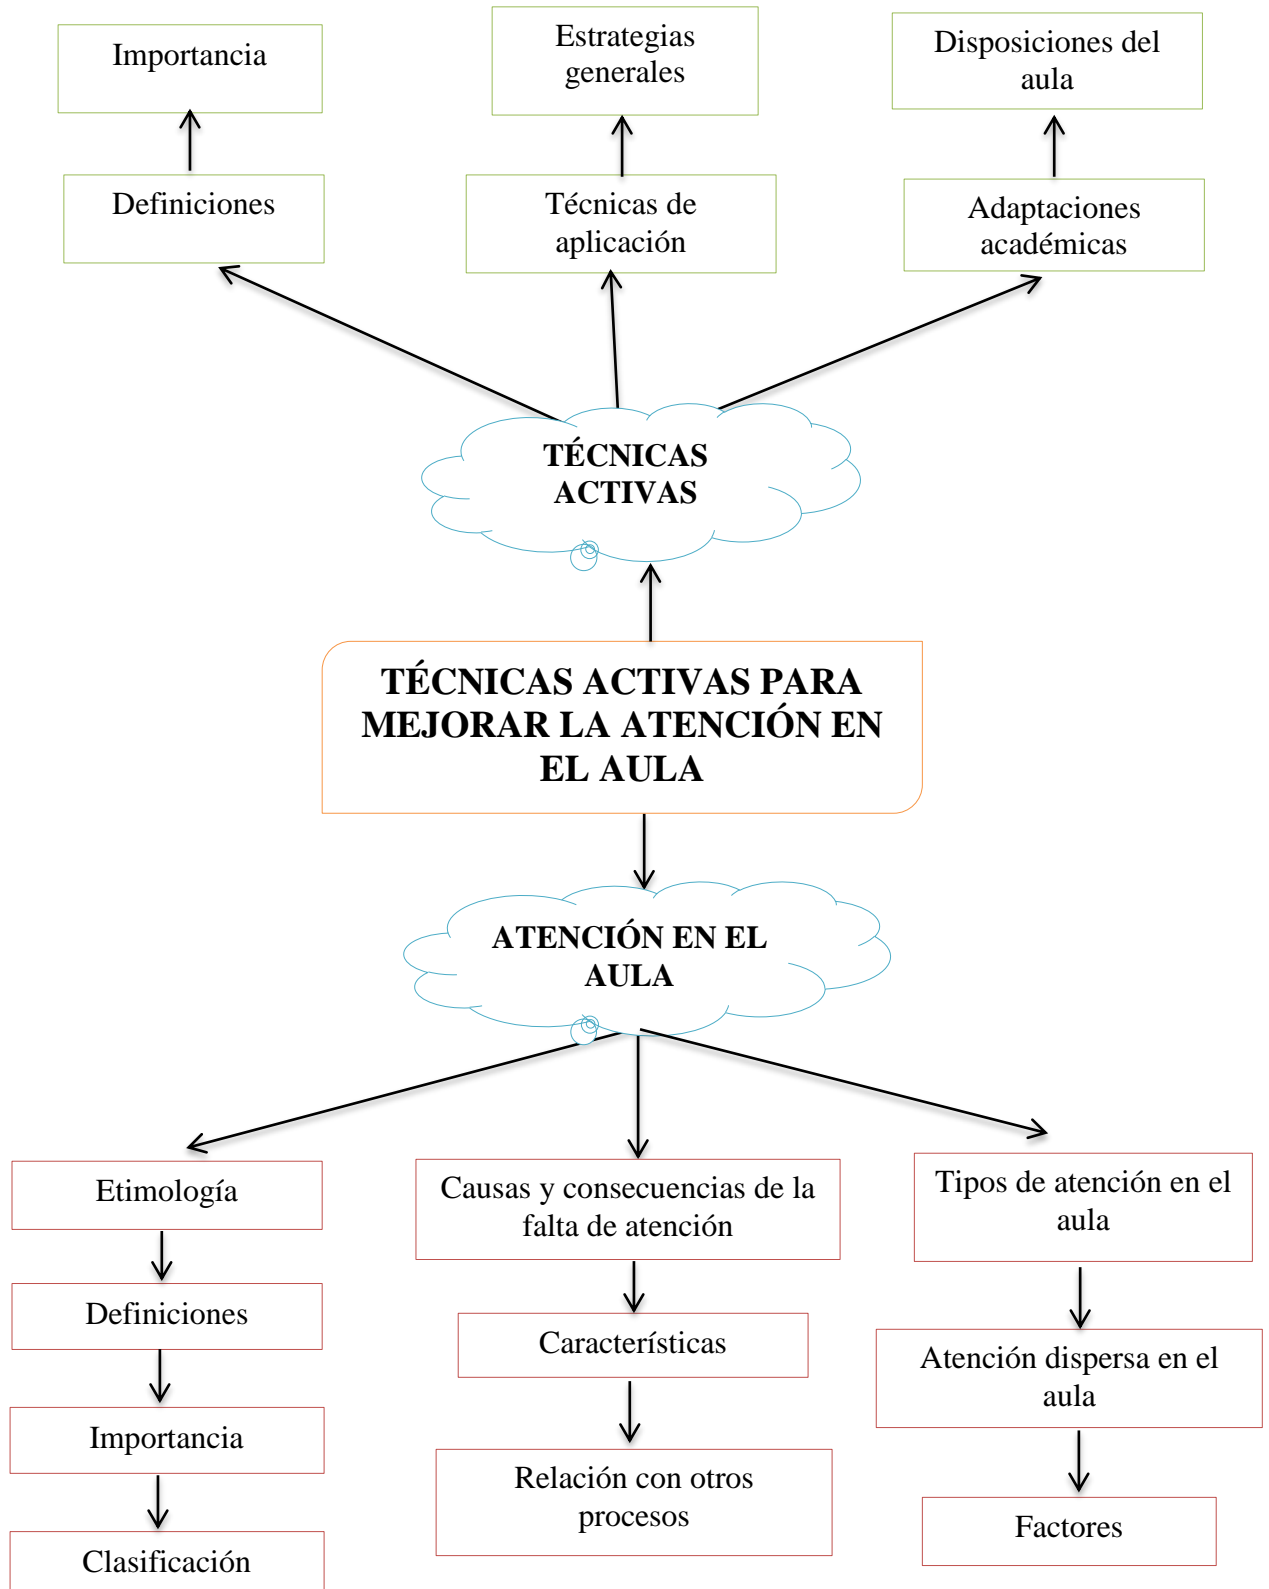 Importancia
Estrategias
generales
Disposiciones del
aula
Definiciones
Técnicas de
aplicación
Adaptaciones
académicas
TÉCNICAS
ACTIVAS
TÉCNICAS ACTIVAS PARA
MEJORAR LA ATENCIÓN EN
EL AULA
ATENCIÓN EN EL
AULA
Etimología
Causas y consecuencias de la
falta de atención
Tipos de atención en el
aula
Definiciones
Características
Atención dispersa en el
aula
Importancia
Relación con otros
procesos
Factores
Clasificación